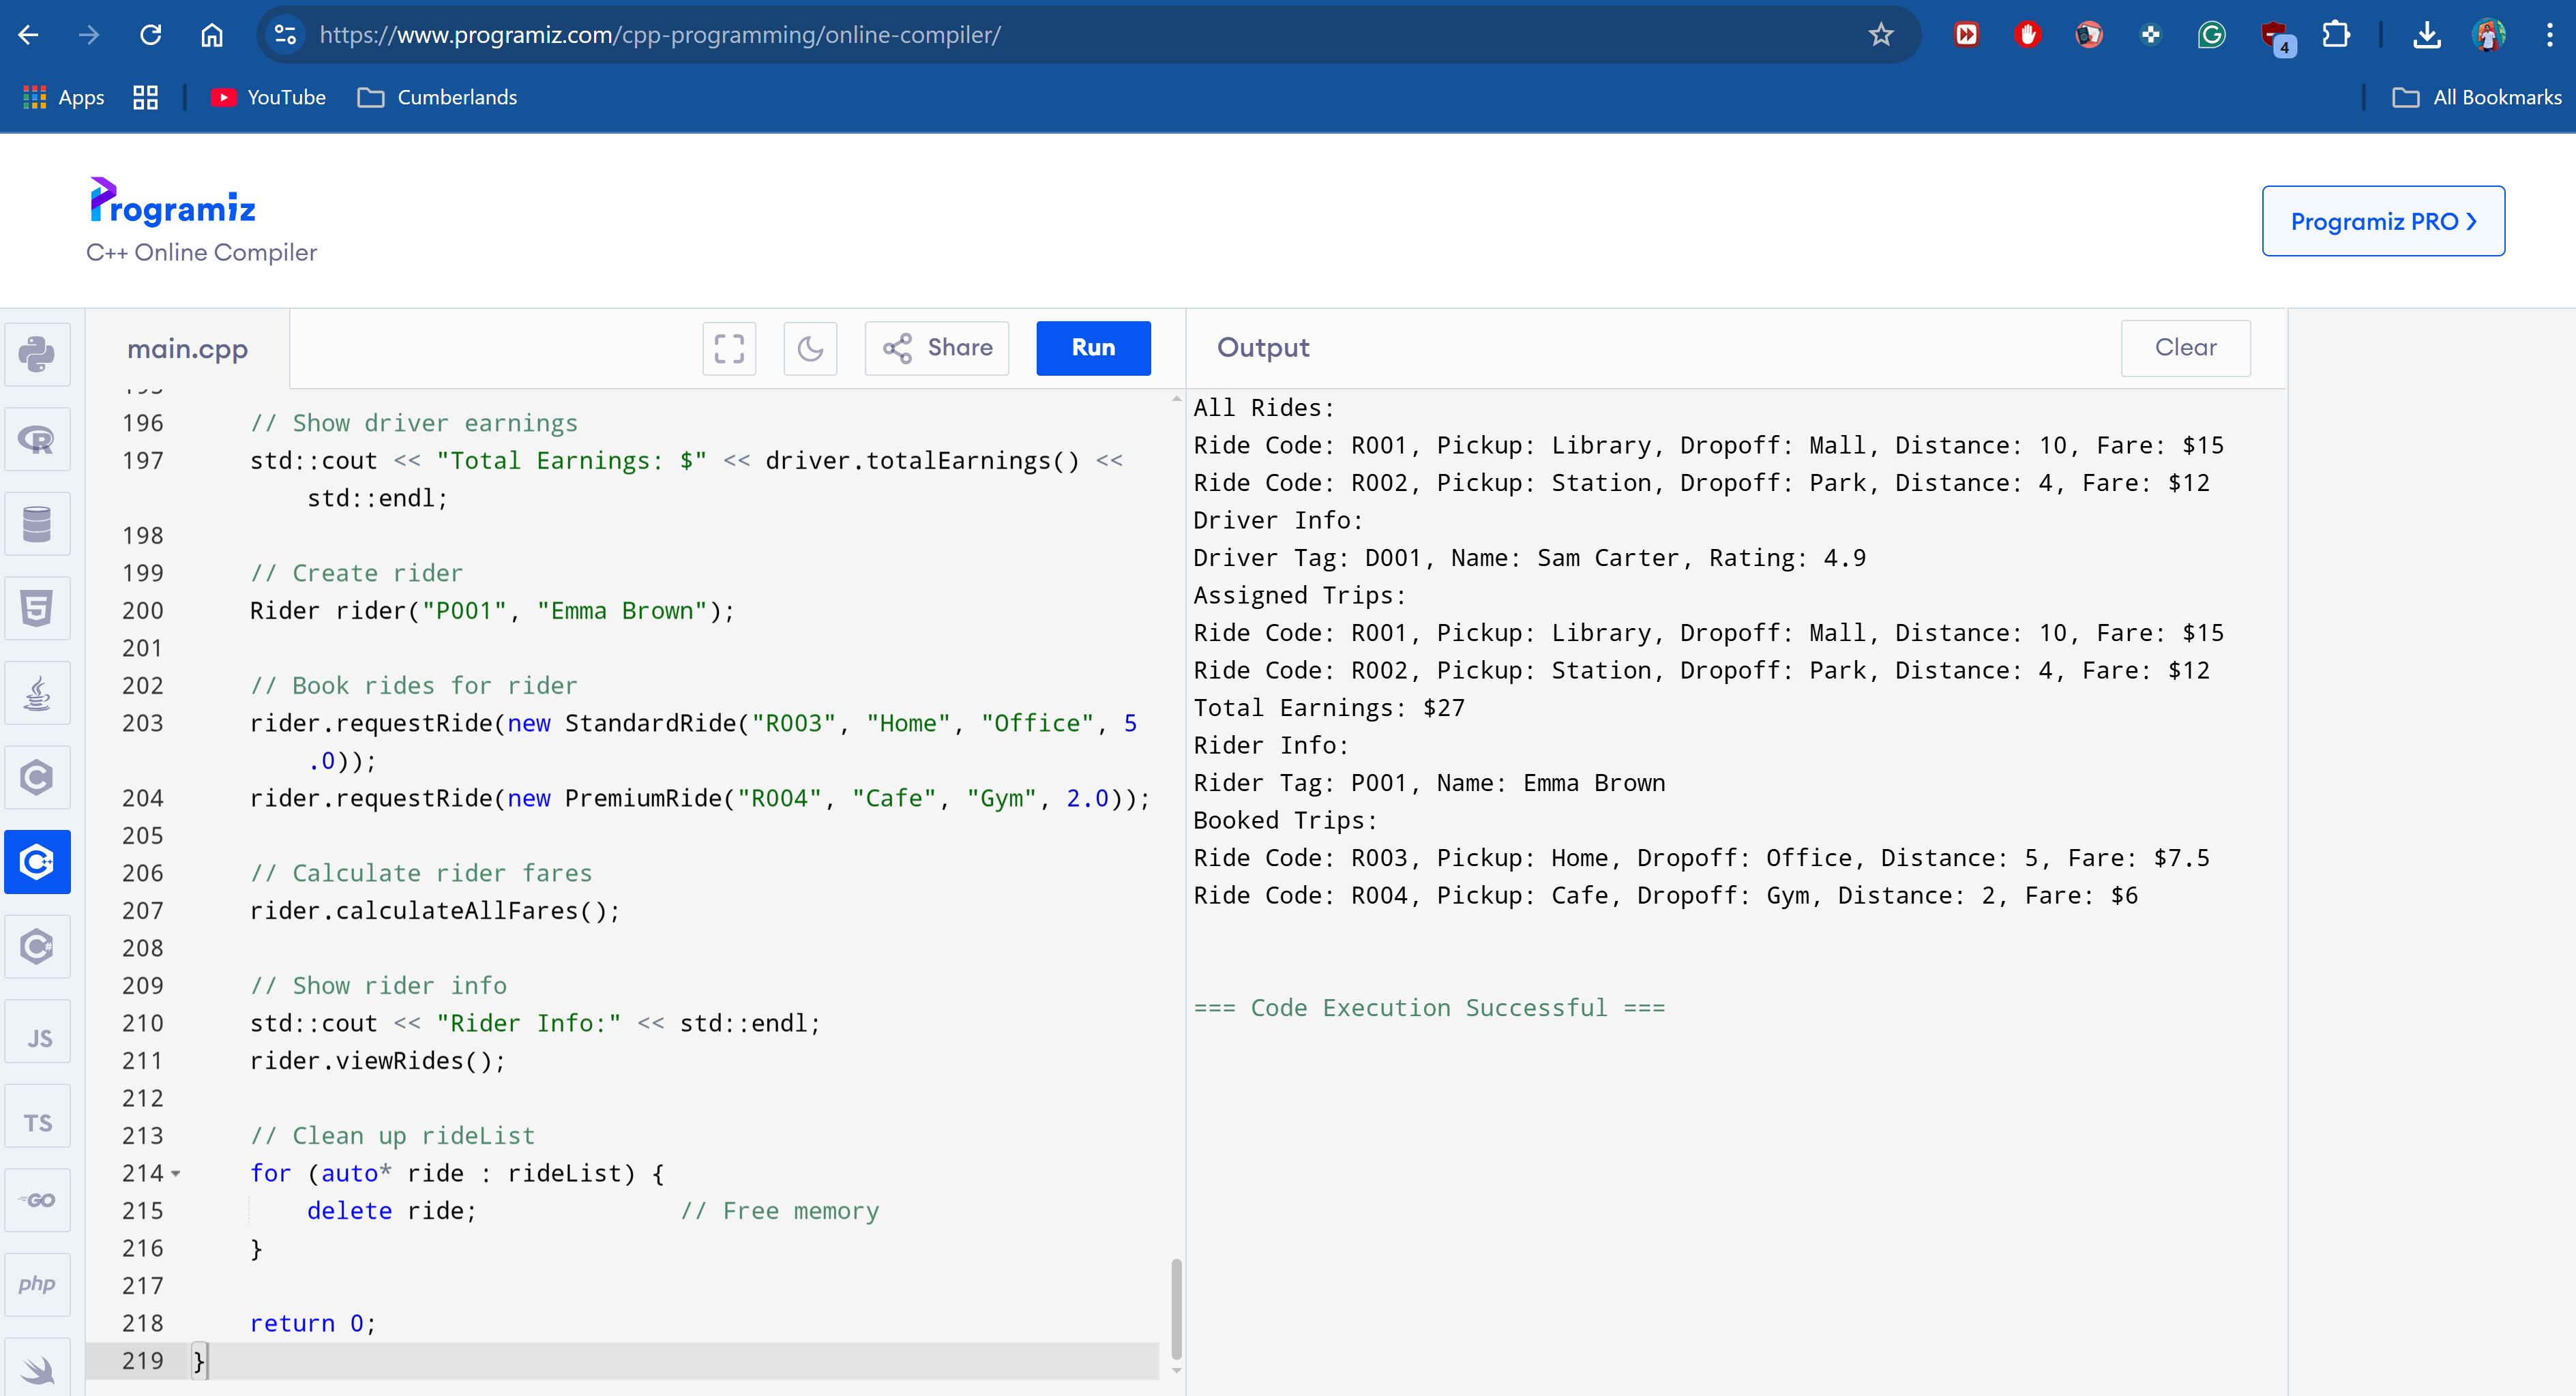 https://www.programiz.com/cpp-programming/online-compiler/
4
Apps
YouTube
Cumberlands
All Bookmarks
Programiz
C++ Online Compiler
Programiz PRO ❯
main.cpp
Share
Run
Output
Clear
196 // Show driver earnings
197 std::cout << "Total Earnings: $" << driver.totalEarnings() <<
std::endl;
198
199 // Create rider
200 Rider rider("P001", "Emma Brown");
201
202 // Book rides for rider
203 rider.requestRide(new StandardRide("R003", "Home", "Office", 5
.0));
204 rider.requestRide(new PremiumRide("R004", "Cafe", "Gym", 2.0));
205
206 // Calculate rider fares
207 rider.calculateAllFares();
208
209 // Show rider info
210 std::cout << "Rider Info:" << std::endl;
211 rider.viewRides();
212
213 // Clean up rideList
214 for (auto* ride : rideList) {
215 delete ride; // Free memory
216 }
217
218 return 0;
219 }
All Rides:
Ride Code: R001, Pickup: Library, Dropoff: Mall, Distance: 10, Fare: $15
Ride Code: R002, Pickup: Station, Dropoff: Park, Distance: 4, Fare: $12
Driver Info:
Driver Tag: D001, Name: Sam Carter, Rating: 4.9
Assigned Trips:
Ride Code: R001, Pickup: Library, Dropoff: Mall, Distance: 10, Fare: $15
Ride Code: R002, Pickup: Station, Dropoff: Park, Distance: 4, Fare: $12
Total Earnings: $27
Rider Info:
Rider Tag: P001, Name: Emma Brown
Booked Trips:
Ride Code: R003, Pickup: Home, Dropoff: Office, Distance: 5, Fare: $7.5
Ride Code: R004, Pickup: Cafe, Dropoff: Gym, Distance: 2, Fare: $6
=== Code Execution Successful ===
R
5
C
C++
C#
JS
TS
GO
php